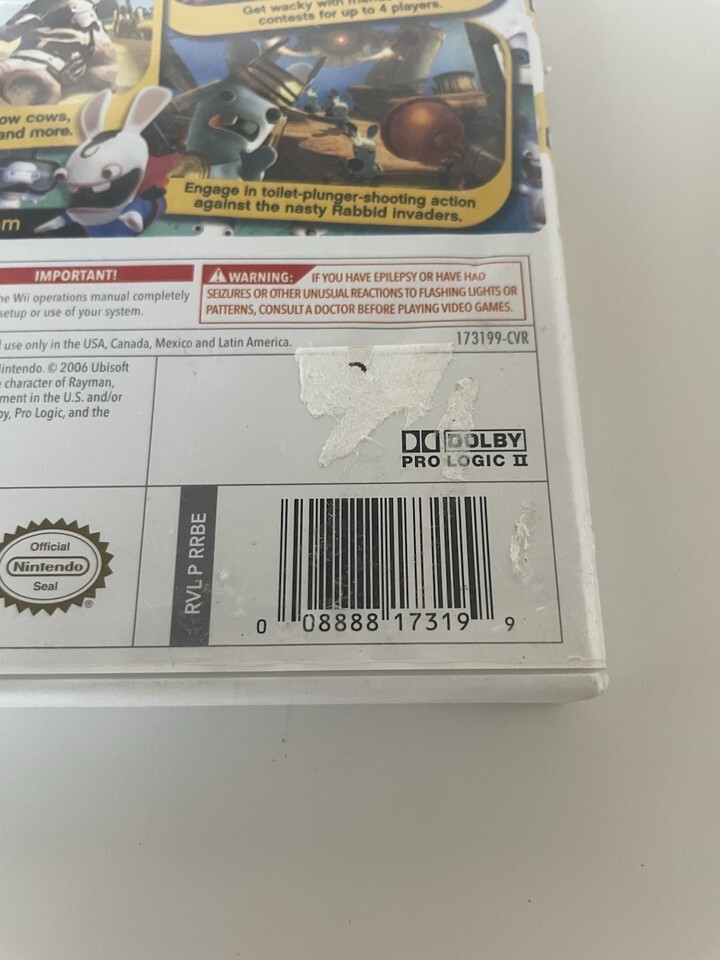 Get wacky with
contests for up to 4 players.
ow cows,
and more.
Engage in toilet-plunger-shooting action
against the nasty Rabbid invaders.
m
IMPORTANT!
he Wii operations manual completely
setup or use of your system.
WARNING: IF YOU HAVE EPILEPSY OR HAVE HAD
SEIZURES OR OTHER UNUSUAL REACTIONS TO FLASHING LIGHTS OR
PATTERNS, CONSULT A DOCTOR BEFORE PLAYING VIDEO GAMES.
use only in the USA, Canada, Mexico and Latin America.
173199-CVR
intendo. © 2006 Ubisoft
character of Rayman,
ment in the U.S. and/or
by, Pro Logic, and the
DOLBY
PRO LOGIC II
Official
Nintendo
Seal
®
RVL P RRBE
0 08888 17319 9